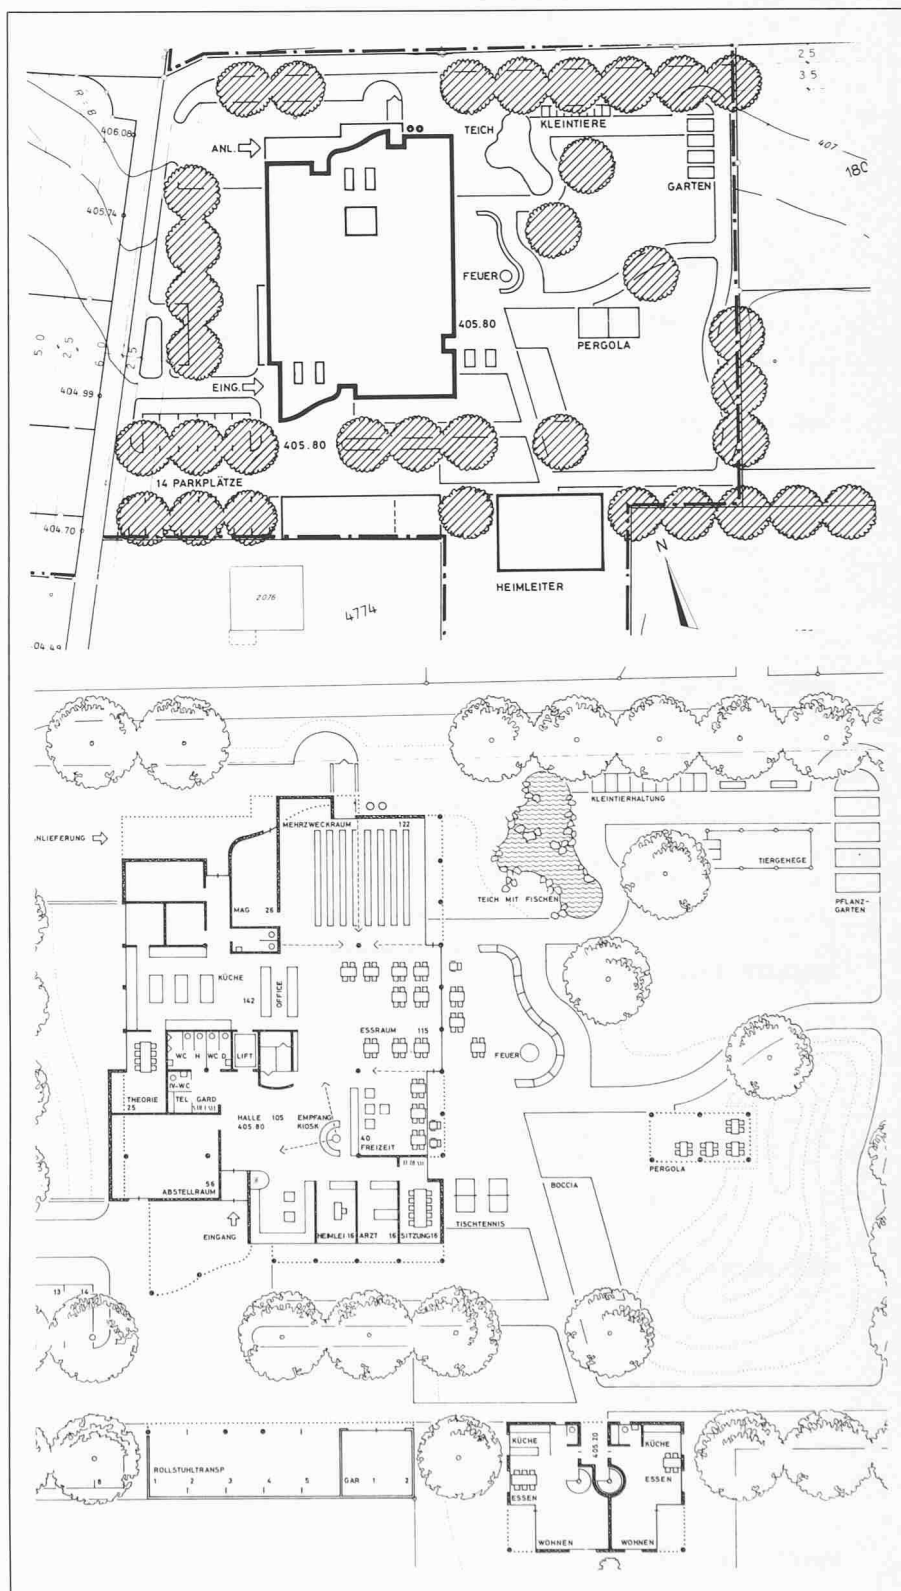 2 5
3 5
R-B
406.08
TEICH
KLEINTIERE
ANL.
407
180
GARTEN
405.74
FEUER
405.80
PERGOLA
5.0
2.5
6.0
2.5
404.99
EING.
405.80
14 PARKPLÄTZE
404.70
N
HEIMLEITER
2076
4774
04.49
KLEINTIERHALTUNG
MEHRZWECKRAUM 122
NLIEFERUNG
TIERGEHEGE
TEICH MIT FISCHEN
PFLANZ-
GARTEN
MAG 26
KÜCHE
142
OFFICE
ESSRAUM 115
WC H WC D LIFT
FEUER
IV-WC
THEORIE
25
TEL GARD
HALLE 105 EMPFANG
405.80 KIOSK
40
FREIZEIT
PERGOLA
56
ABSTELLRAUM
BOCCIA
EINGANG
HEIMLEI 16 ARZT 16 SITZUNG 16
TISCHTENNIS
13 14
KÜCHE
405.20
KÜCHE
ROLLSTUHLTRANSP
1 2 3 4 5
GAR 1 2
8
ESSEN
ESSEN
WOHNEN
WOHNEN